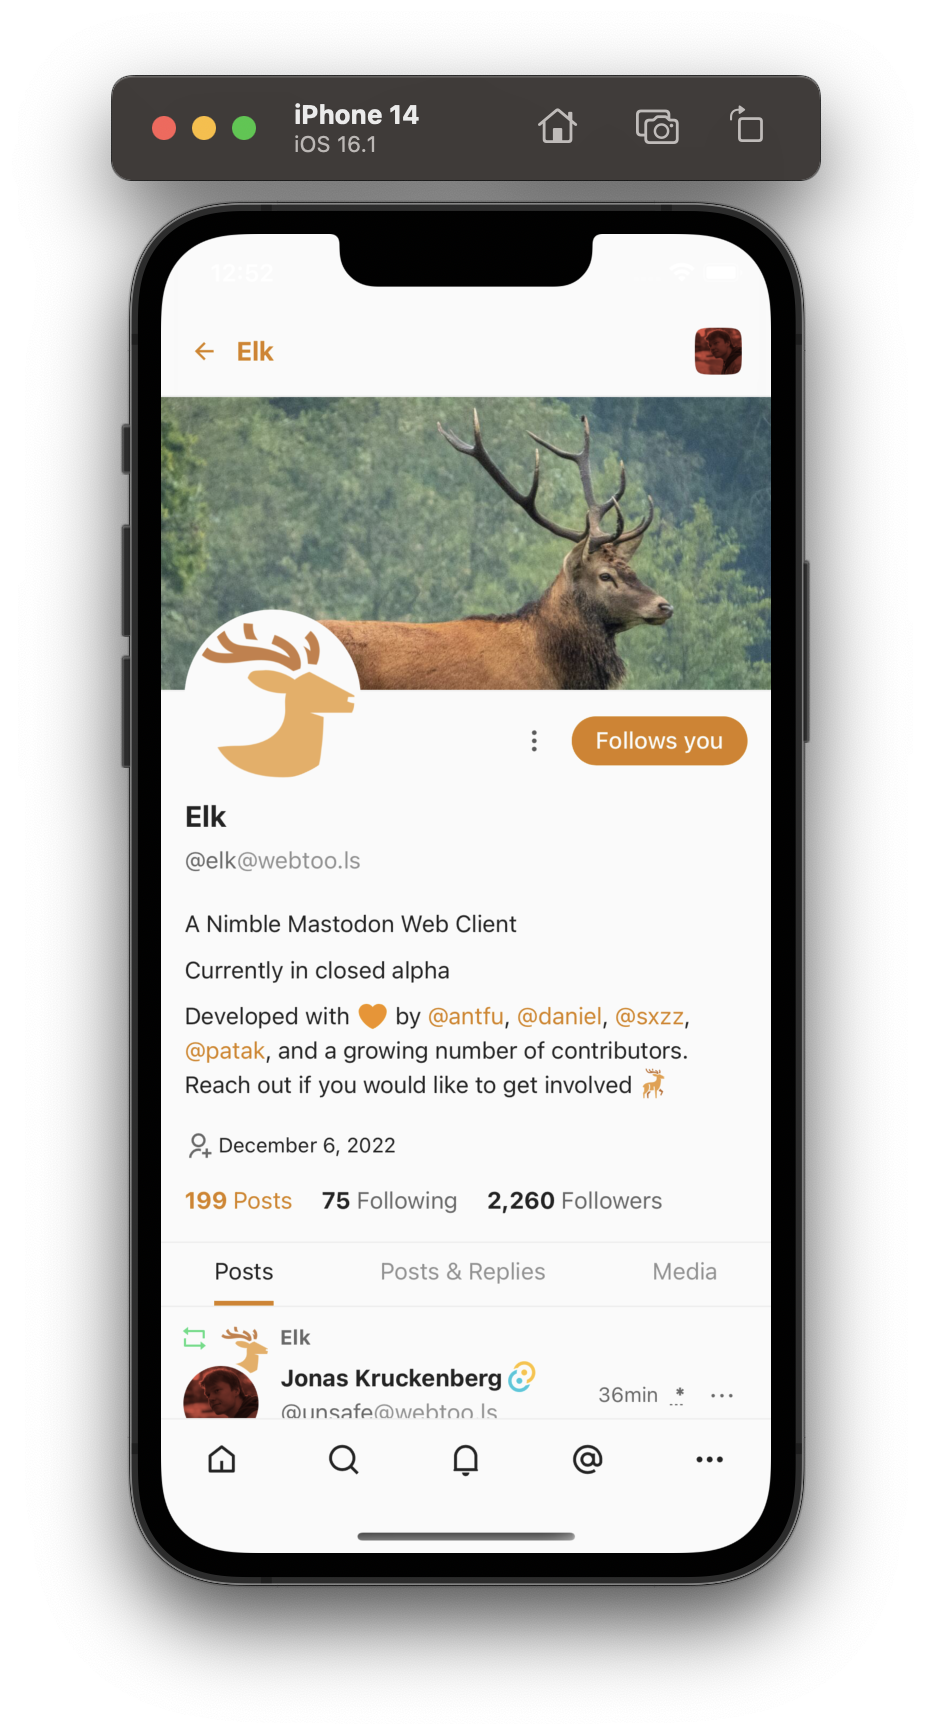 iPhone 14
iOS 16.1
12:52
Elk
Follows you
Elk
@elk@webtoo.ls
A Nimble Mastodon Web Client
Currently in closed alpha
Developed with 🧡 by @antfu, @daniel, @sxzz,
@patak, and a growing number of contributors.
Reach out if you would like to get involved
December 6, 2022
199 Posts 75 Following 2,260 Followers
Posts Posts & Replies Media
Elk
Jonas Kruckenberg
36min *
@unsafe@webtoo.ls